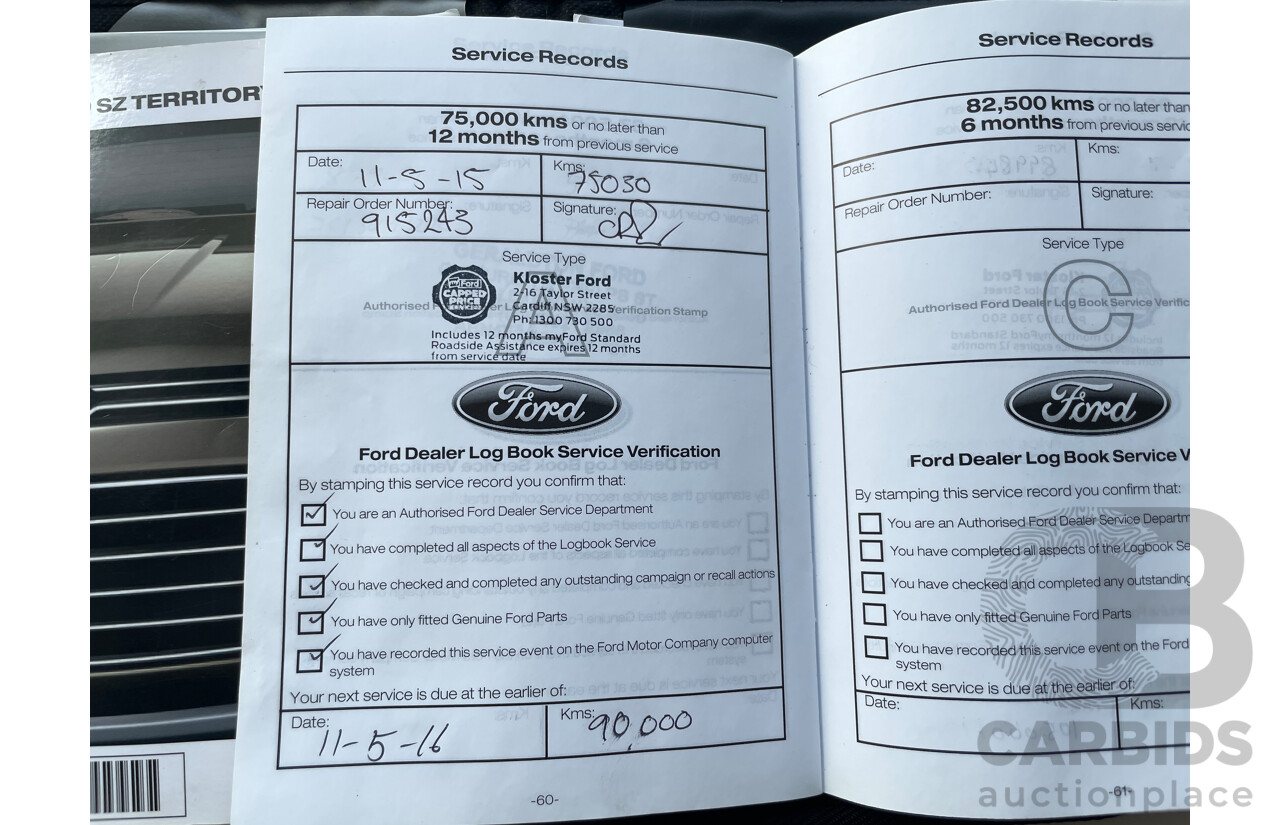 SZ TERRITORY
Service Records
75,000 kms or no later than
12 months from previous service
Date:
11-5-15
Kms:
75030
Repair Order Number:
915243
Signature:
Service Type
A
Ford
CAPPED
PRICE
Kloster Ford
2-16 Taylor Street
Cardiff NSW 2285
Ph: 1300 730 500
Authorised Verification Stamp
Includes 12 months myFord Standard
Roadside Assistance expires 12 months
from service date
Ford
Ford Dealer Log Book Service Verification
By stamping this service record you confirm that:
You are an Authorised Ford Dealer Service Department
You have completed all aspects of the Logbook Service
You have checked and completed any outstanding campaign or recall actions
You have only fitted Genuine Ford Parts
You have recorded this service event on the Ford Motor Company computer
system
Your next service is due at the earlier of:
Date:
11-5-16
Kms:
90,000
-60-
Service Records
82,500 kms or no later than
6 months from previous servic
Date:
Kms:
Repair Order Number:
Signature:
Service Type
C
Authorised Ford Dealer Log Book Service Verific
Ford
Ford Dealer Log Book Service V
By stamping this service record you confirm that:
You are an Authorised Ford Dealer Service Departm
You have completed all aspects of the Logbook Se
You have checked and completed any outstanding
You have only fitted Genuine Ford Parts
You have recorded this service event on the Ford
system
Your next service is due at the earlier of:
Date:
Kms:
-61-
CB
CARBIDS
auctionplace